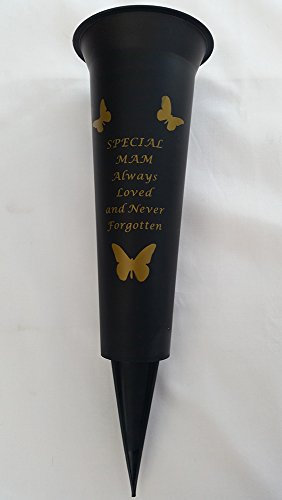 SPECIAL
MAM
Always
Loved
and Never
Forgotten